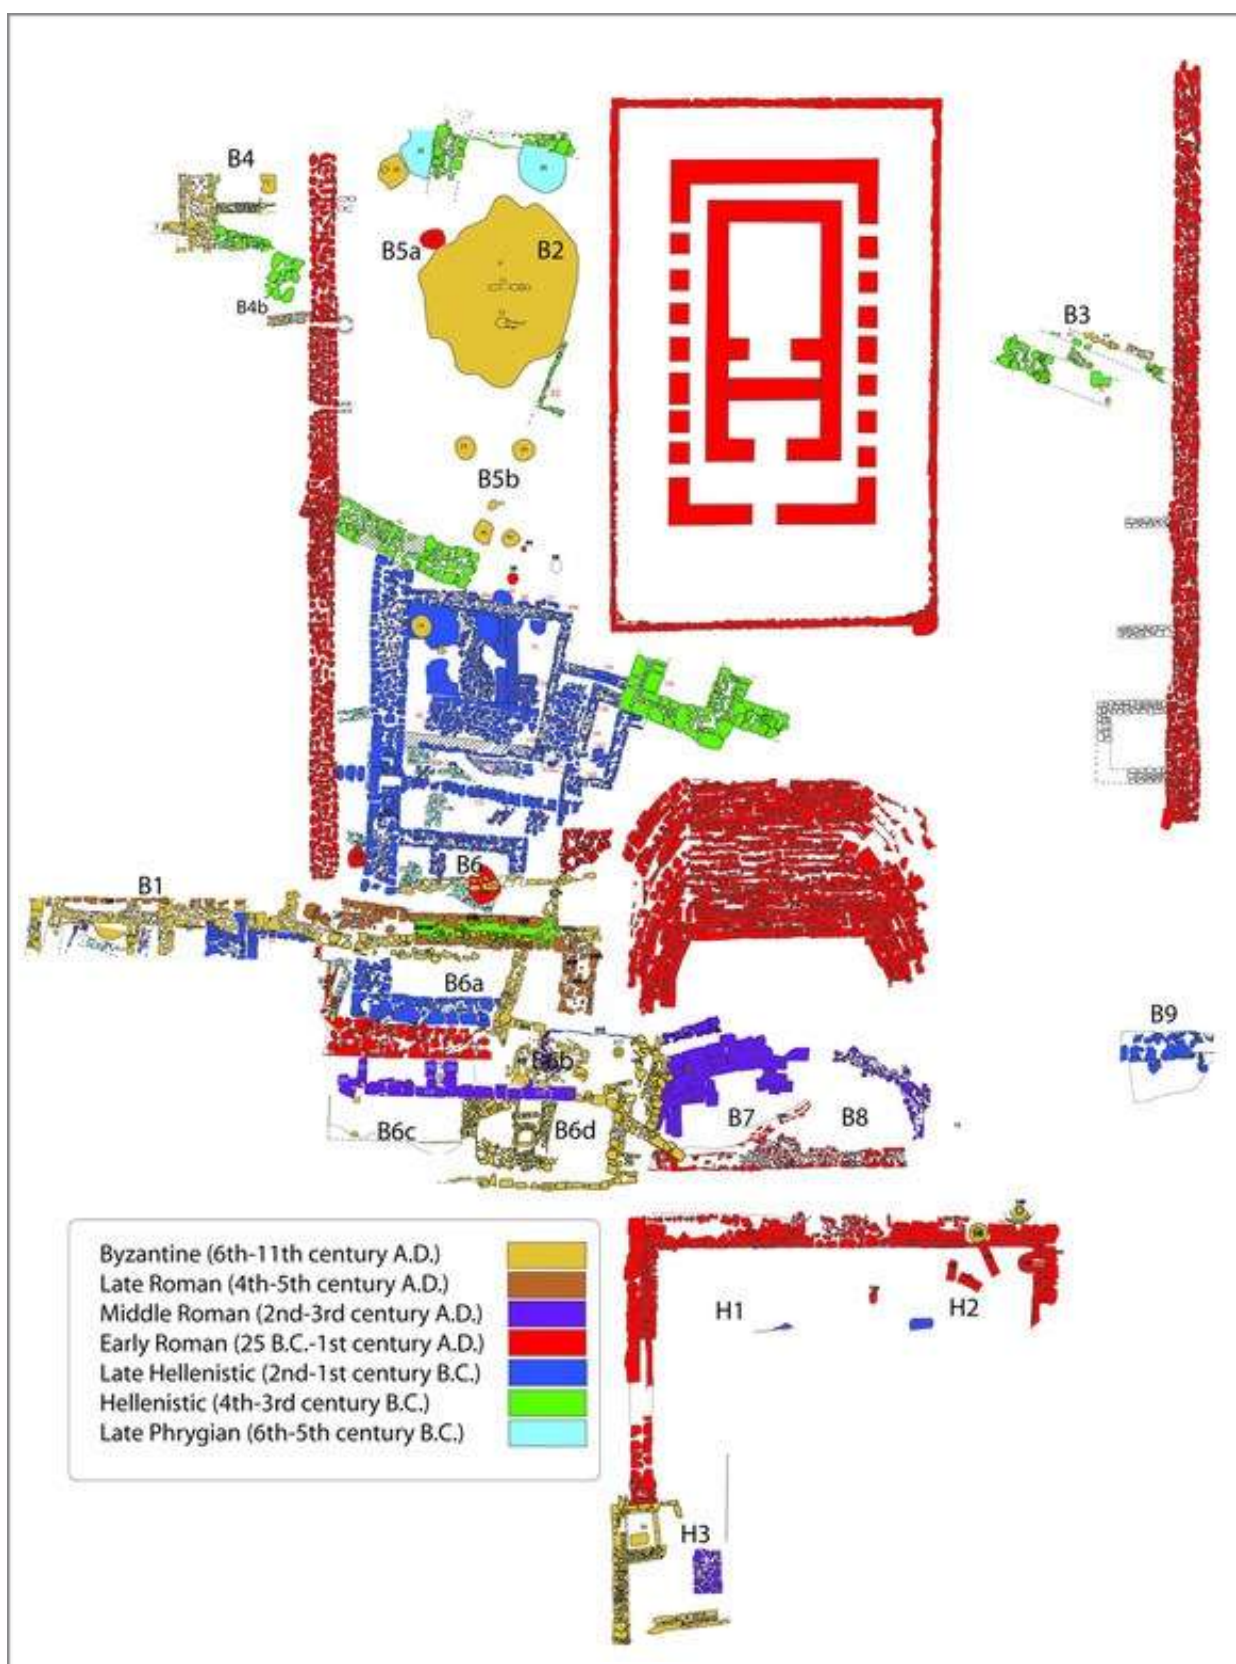 B4
B5a
B2
B4b
B3
B5b
B6
B1
B6a
B9
B6b
B7
B8
B6c
B6d
Byzantine (6th-11th century A.D.)
Late Roman (4th-5th century A.D.)
Middle Roman (2nd-3rd century A.D.)
Early Roman (25 B.C.-1st century A.D.)
Late Hellenistic (2nd-1st century B.C.)
Hellenistic (4th-3rd century B.C.)
Late Phrygian (6th-5th century B.C.)
H1
H2
H3